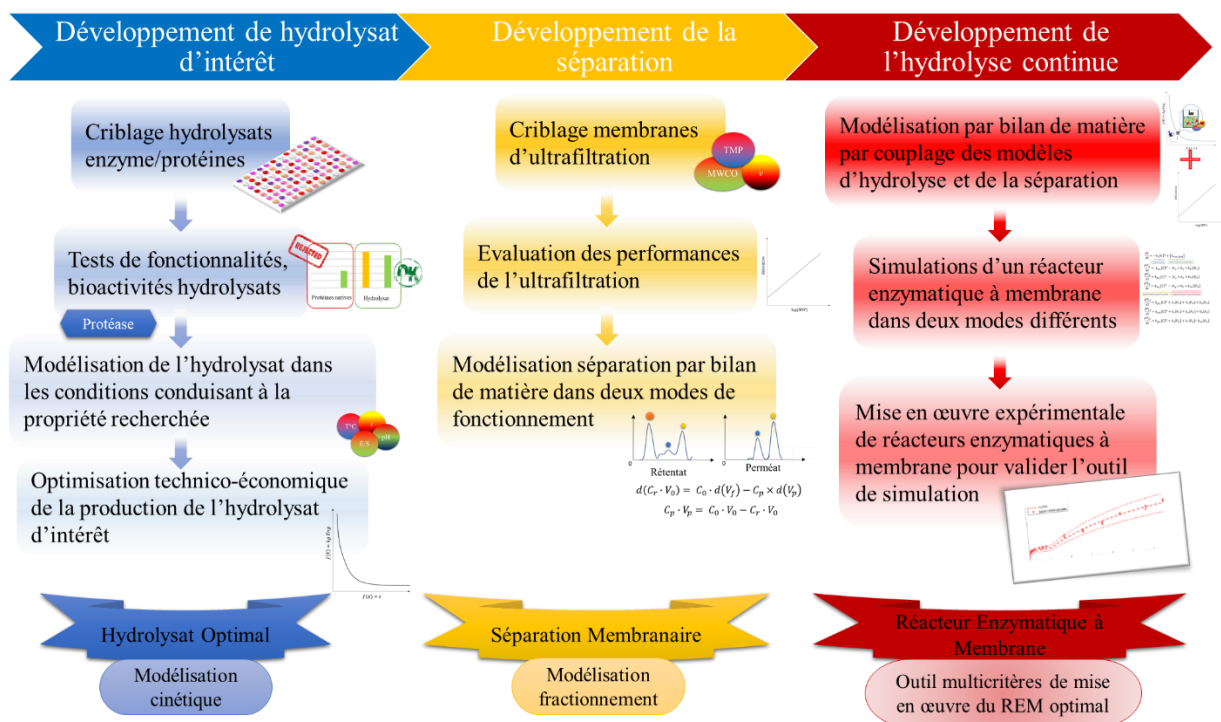 Développement de hydrolysat
d’intérêt
Développement de la
séparation
Développement de
l’hydrolyse continue
Criblage hydrolysats
enzyme/protéines
Tests de fonctionnalités,
bioactivités hydrolysats
REJECTED
Protéines natives
Hydrolysat
OK
Protéase
Modélisation de l’hydrolysat dans
les conditions conduisant à la
propriété recherchée
T°C
pH
E/S
Optimisation technico-économique
de la production de l’hydrolysat
d’intérêt
Hydrolysat Optimal
Modélisation
cinétique
Criblage membranes
d’ultrafiltration
TMP
MWCO
Evaluation des performances
de l’ultrafiltration
Modélisation séparation par bilan
de matière dans deux modes de
fonctionnement
0
Rétentat
0
Perméat
d(Cᵣ · V₀) = C₀ · d(V_f) − Cₚ × d(Vₚ)
Cₚ · Vₚ = C₀ · V₀ − Cᵣ · V₀
Séparation Membranaire
Modélisation
fractionnement
Modélisation par bilan de matière
par couplage des modèles
d’hydrolyse et de la séparation
Simulations d’un réacteur
enzymatique à membrane
dans deux modes différents
Mise en œuvre expérimentale
de réacteurs enzymatiques à
membrane pour valider l’outil
de simulation
Réacteur Enzymatique à
Membrane
Outil multicritères de mise
en œuvre du REM optimal